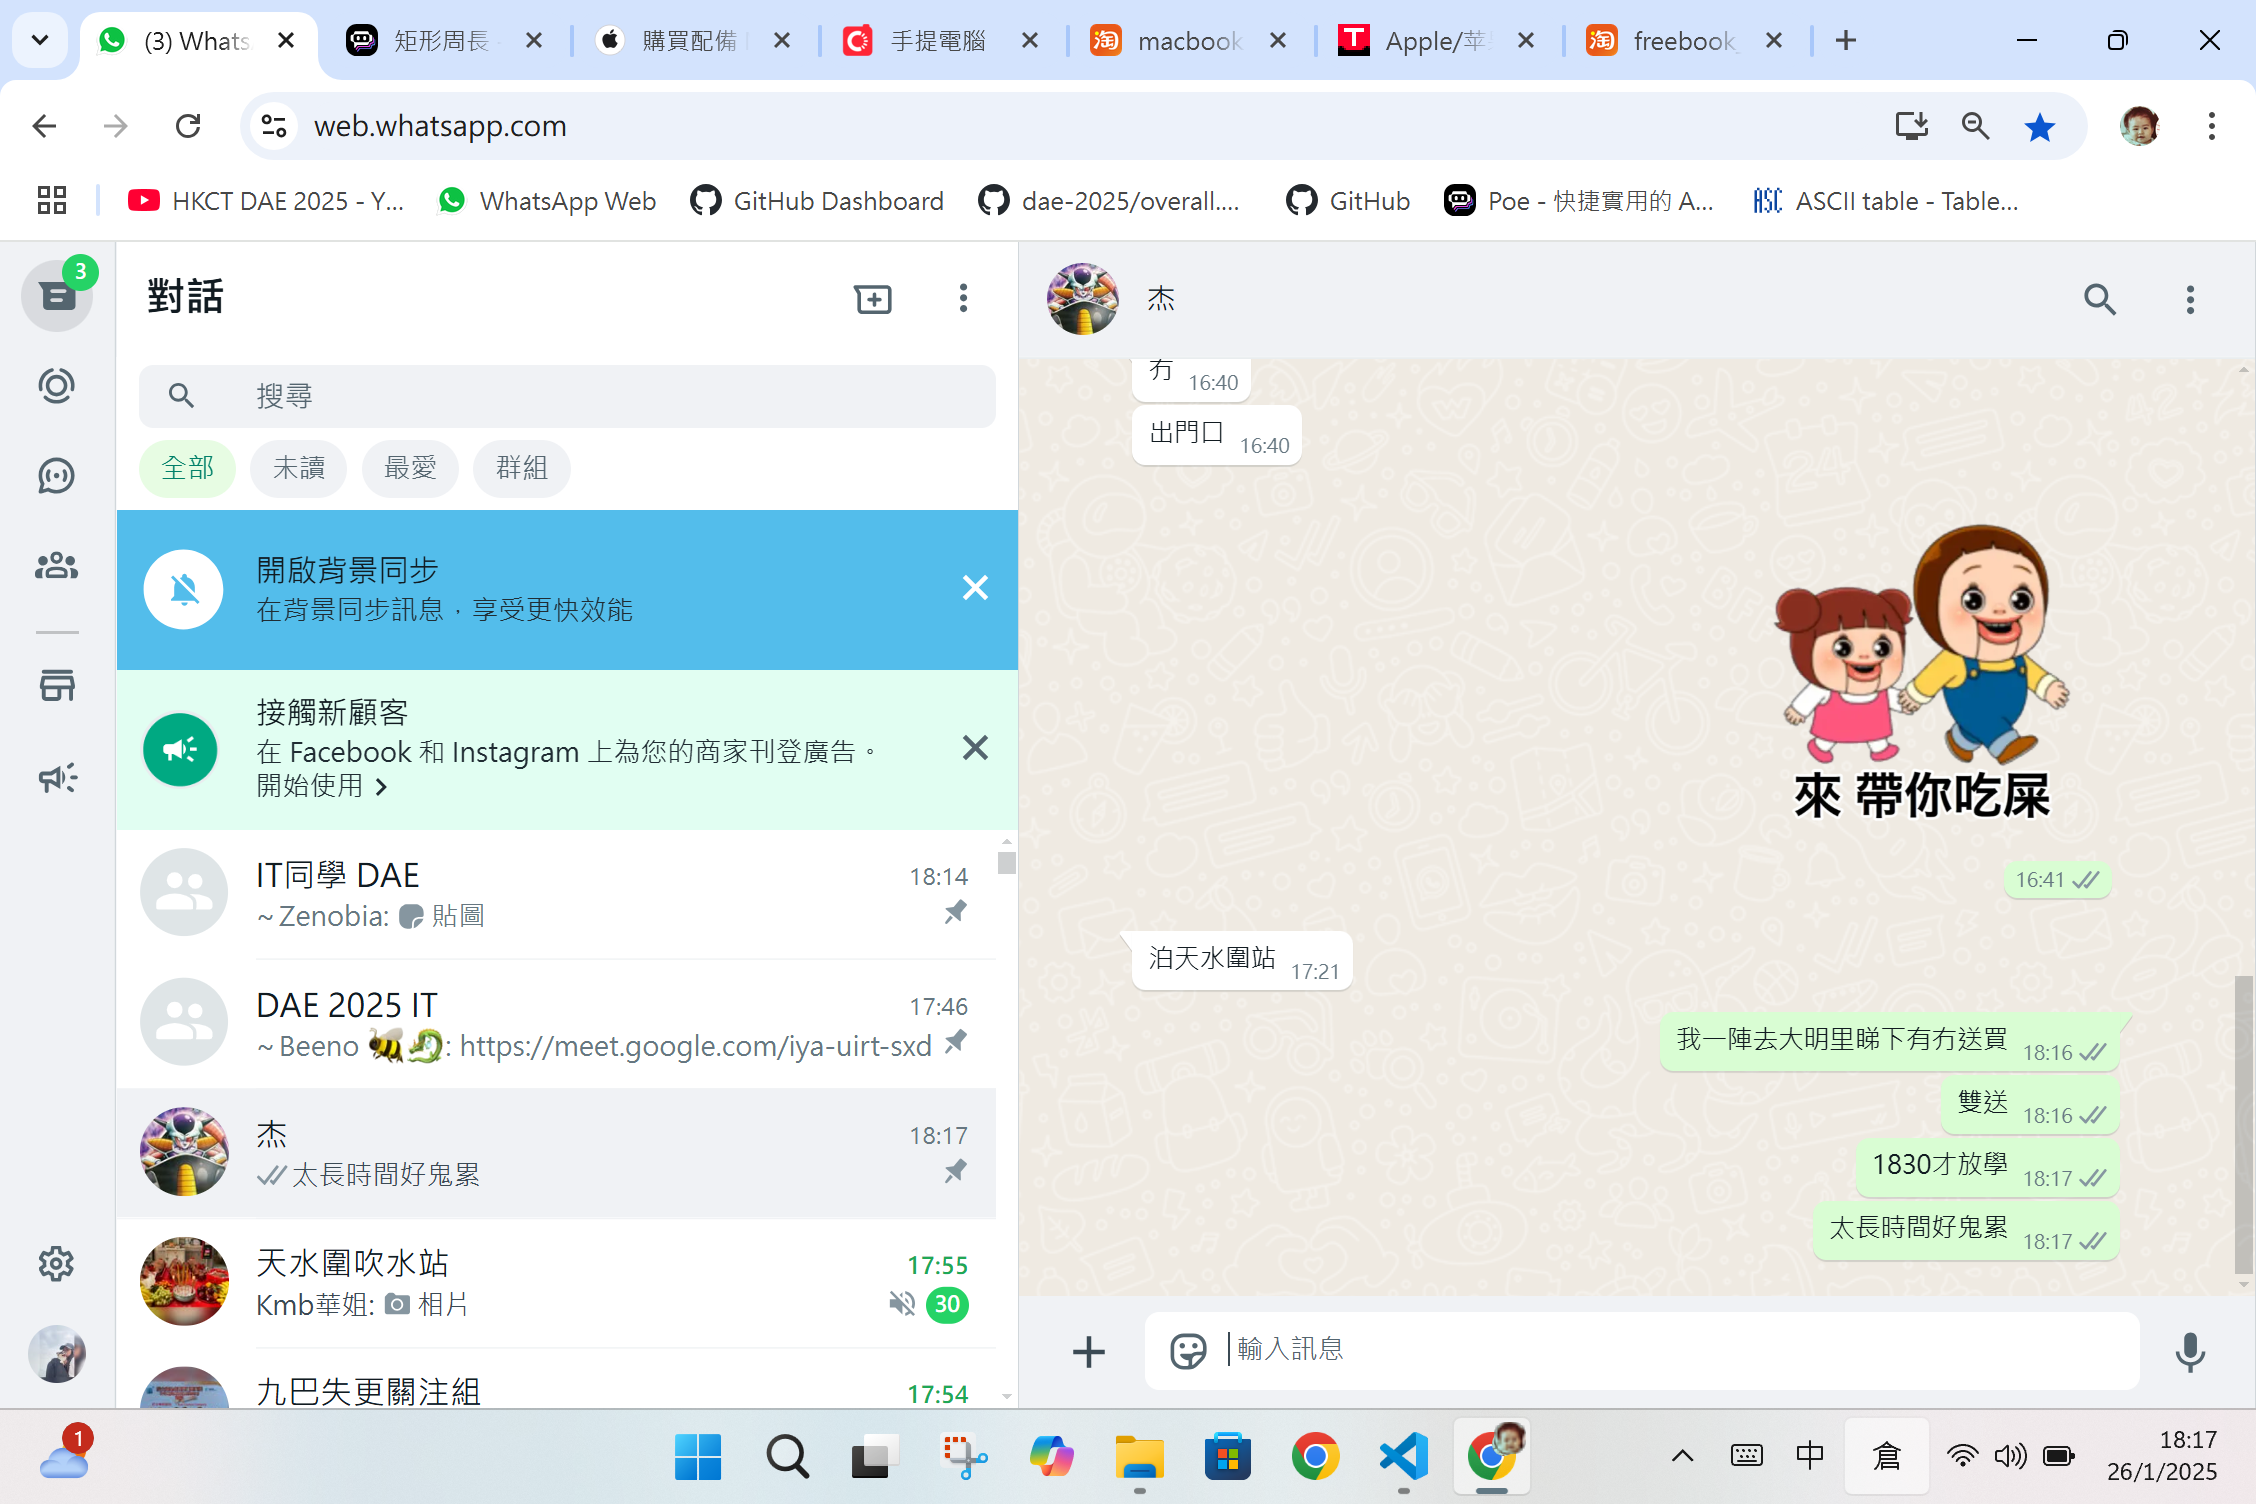 (3) Whats
矩形周長
購買配備
手提電腦
macbook
Apple/苹
freebook_
web.whatsapp.com
HKCT DAE 2025 - Y...
WhatsApp Web
GitHub Dashboard
dae-2025/overall....
GitHub
Poe - 快捷實用的 A...
ASCII table - Table...
3
對話
搜尋
全部
未讀
最愛
群組
開啟背景同步
在背景同步訊息，享受更快效能
接觸新顧客
在 Facebook 和 Instagram 上為您的商家刊登廣告。
開始使用
IT同學 DAE
18:14
~Zenobia: 貼圖
DAE 2025 IT
17:46
~Beeno 🐝🐉: https://meet.google.com/iya-uirt-sxd
杰
18:17
太長時間好鬼累
天水圍吹水站
17:55
Kmb華姐: 相片
30
九巴失更關注組
17:54
杰
冇 16:40
出門口 16:40
來 帶你吃屎
16:41
泊天水圍站 17:21
我一陣去大明里睇下有冇送買 18:16
雙送 18:16
1830才放學 18:17
太長時間好鬼累 18:17
輸入訊息
1
中
倉
18:17
26/1/2025